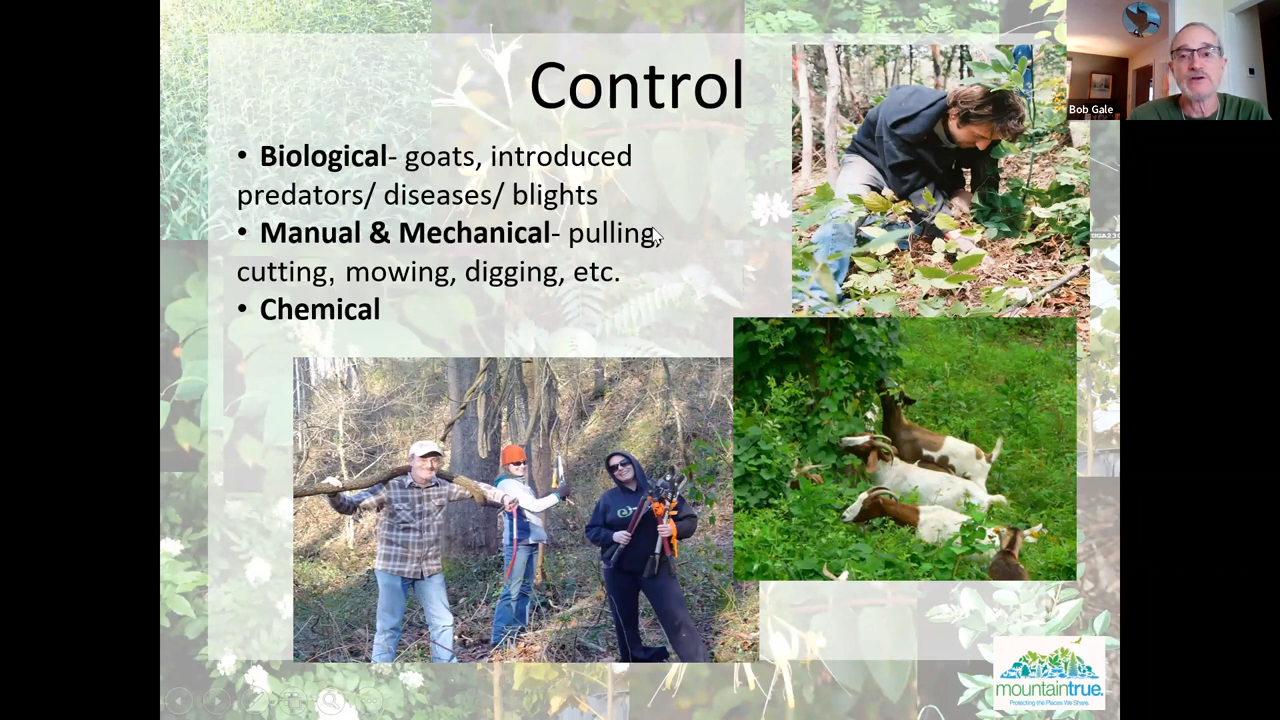 Control
• Biological- goats, introduced
predators/ diseases/ blights
• Manual & Mechanical- pulling,
cutting, mowing, digging, etc.
• Chemical
Bob Gale
mountaintrue.
Protecting the Places We Share.